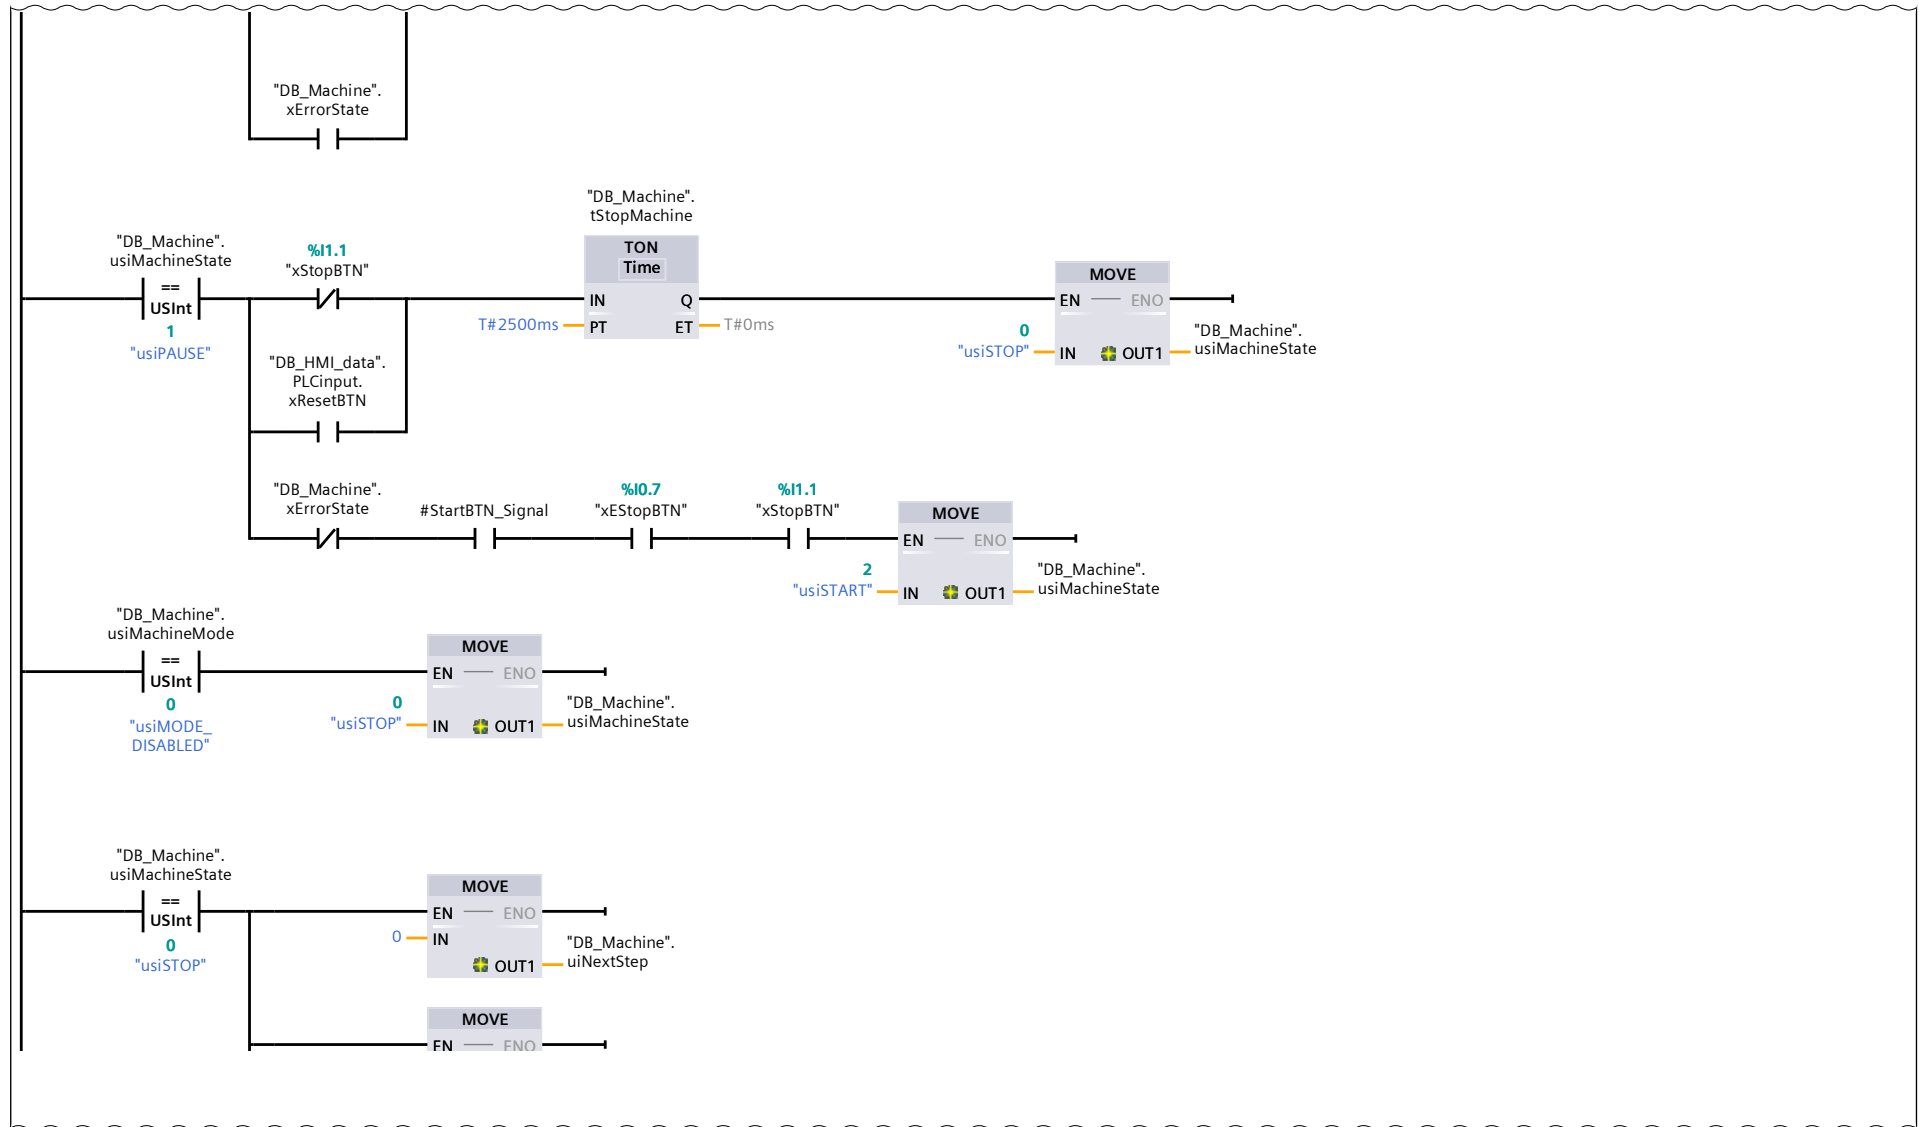 "DB_Machine".
xErrorState
"DB_Machine".
tStopMachine
"DB_Machine".
usiMachineState
==
USInt
1
"usiPAUSE"
%I1.1
"xStopBTN"
TON
Time
IN
Q
T#2500ms
PT
ET
T#0ms
MOVE
EN
ENO
0
"usiSTOP"
IN
OUT1
"DB_Machine".
usiMachineState
"DB_HMI_data".
PLCinput.
xResetBTN
"DB_Machine".
xErrorState
#StartBTN_Signal
%I0.7
"xEStopBTN"
%I1.1
"xStopBTN"
MOVE
EN
ENO
2
"usiSTART"
IN
OUT1
"DB_Machine".
usiMachineState
"DB_Machine".
usiMachineMode
==
USInt
0
"usiMODE_
DISABLED"
MOVE
EN
ENO
0
"usiSTOP"
IN
OUT1
"DB_Machine".
usiMachineState
"DB_Machine".
usiMachineState
==
USInt
0
"usiSTOP"
MOVE
EN
ENO
0
IN
OUT1
"DB_Machine".
uiNextStep
MOVE
EN
ENO